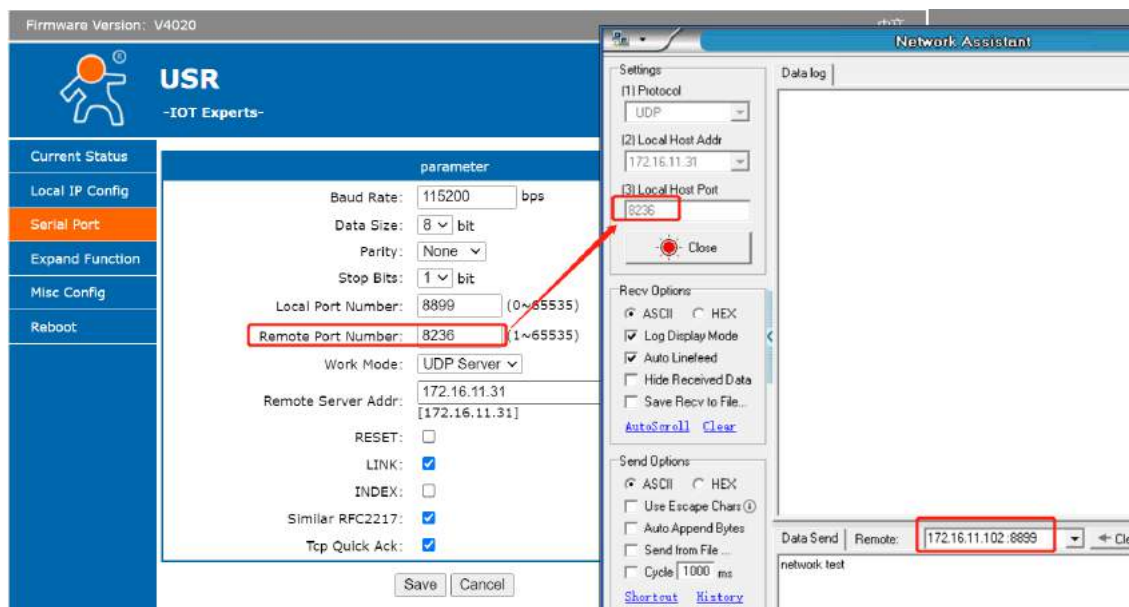 Firmware Version: V4020
中文
®
USR
-IOT Experts-
Current Status
Local IP Config
Serial Port
Expand Function
Misc Config
Reboot
parameter
Baud Rate: 115200 bps
Data Size: 8 bit
Parity: None
Stop Bits: 1 bit
Local Port Number: 8899 (0~65535)
Remote Port Number: 8236 (1~65535)
Work Mode: UDP Server
Remote Server Addr: 172.16.11.31
[172.16.11.31]
RESET:
LINK:
INDEX:
Similar RFC2217:
Tcp Quick Ack:
Save Cancel
Network Assistant
Settings
(1) Protocol
UDP
(2) Local Host Addr
172.16.11.31
(3) Local Host Port
8236
Close
Recv Options
ASCII HEX
Log Display Mode
Auto Linefeed
Hide Received Data
Save Recv to File...
AutoScroll Clear
Send Options
ASCII HEX
Use Escape Chars
Auto Append Bytes
Send from File ...
Cycle 1000 ms
Shortcut History
Data log
Data Send Remote: 172.16.11.102 :8899 Cle
network test